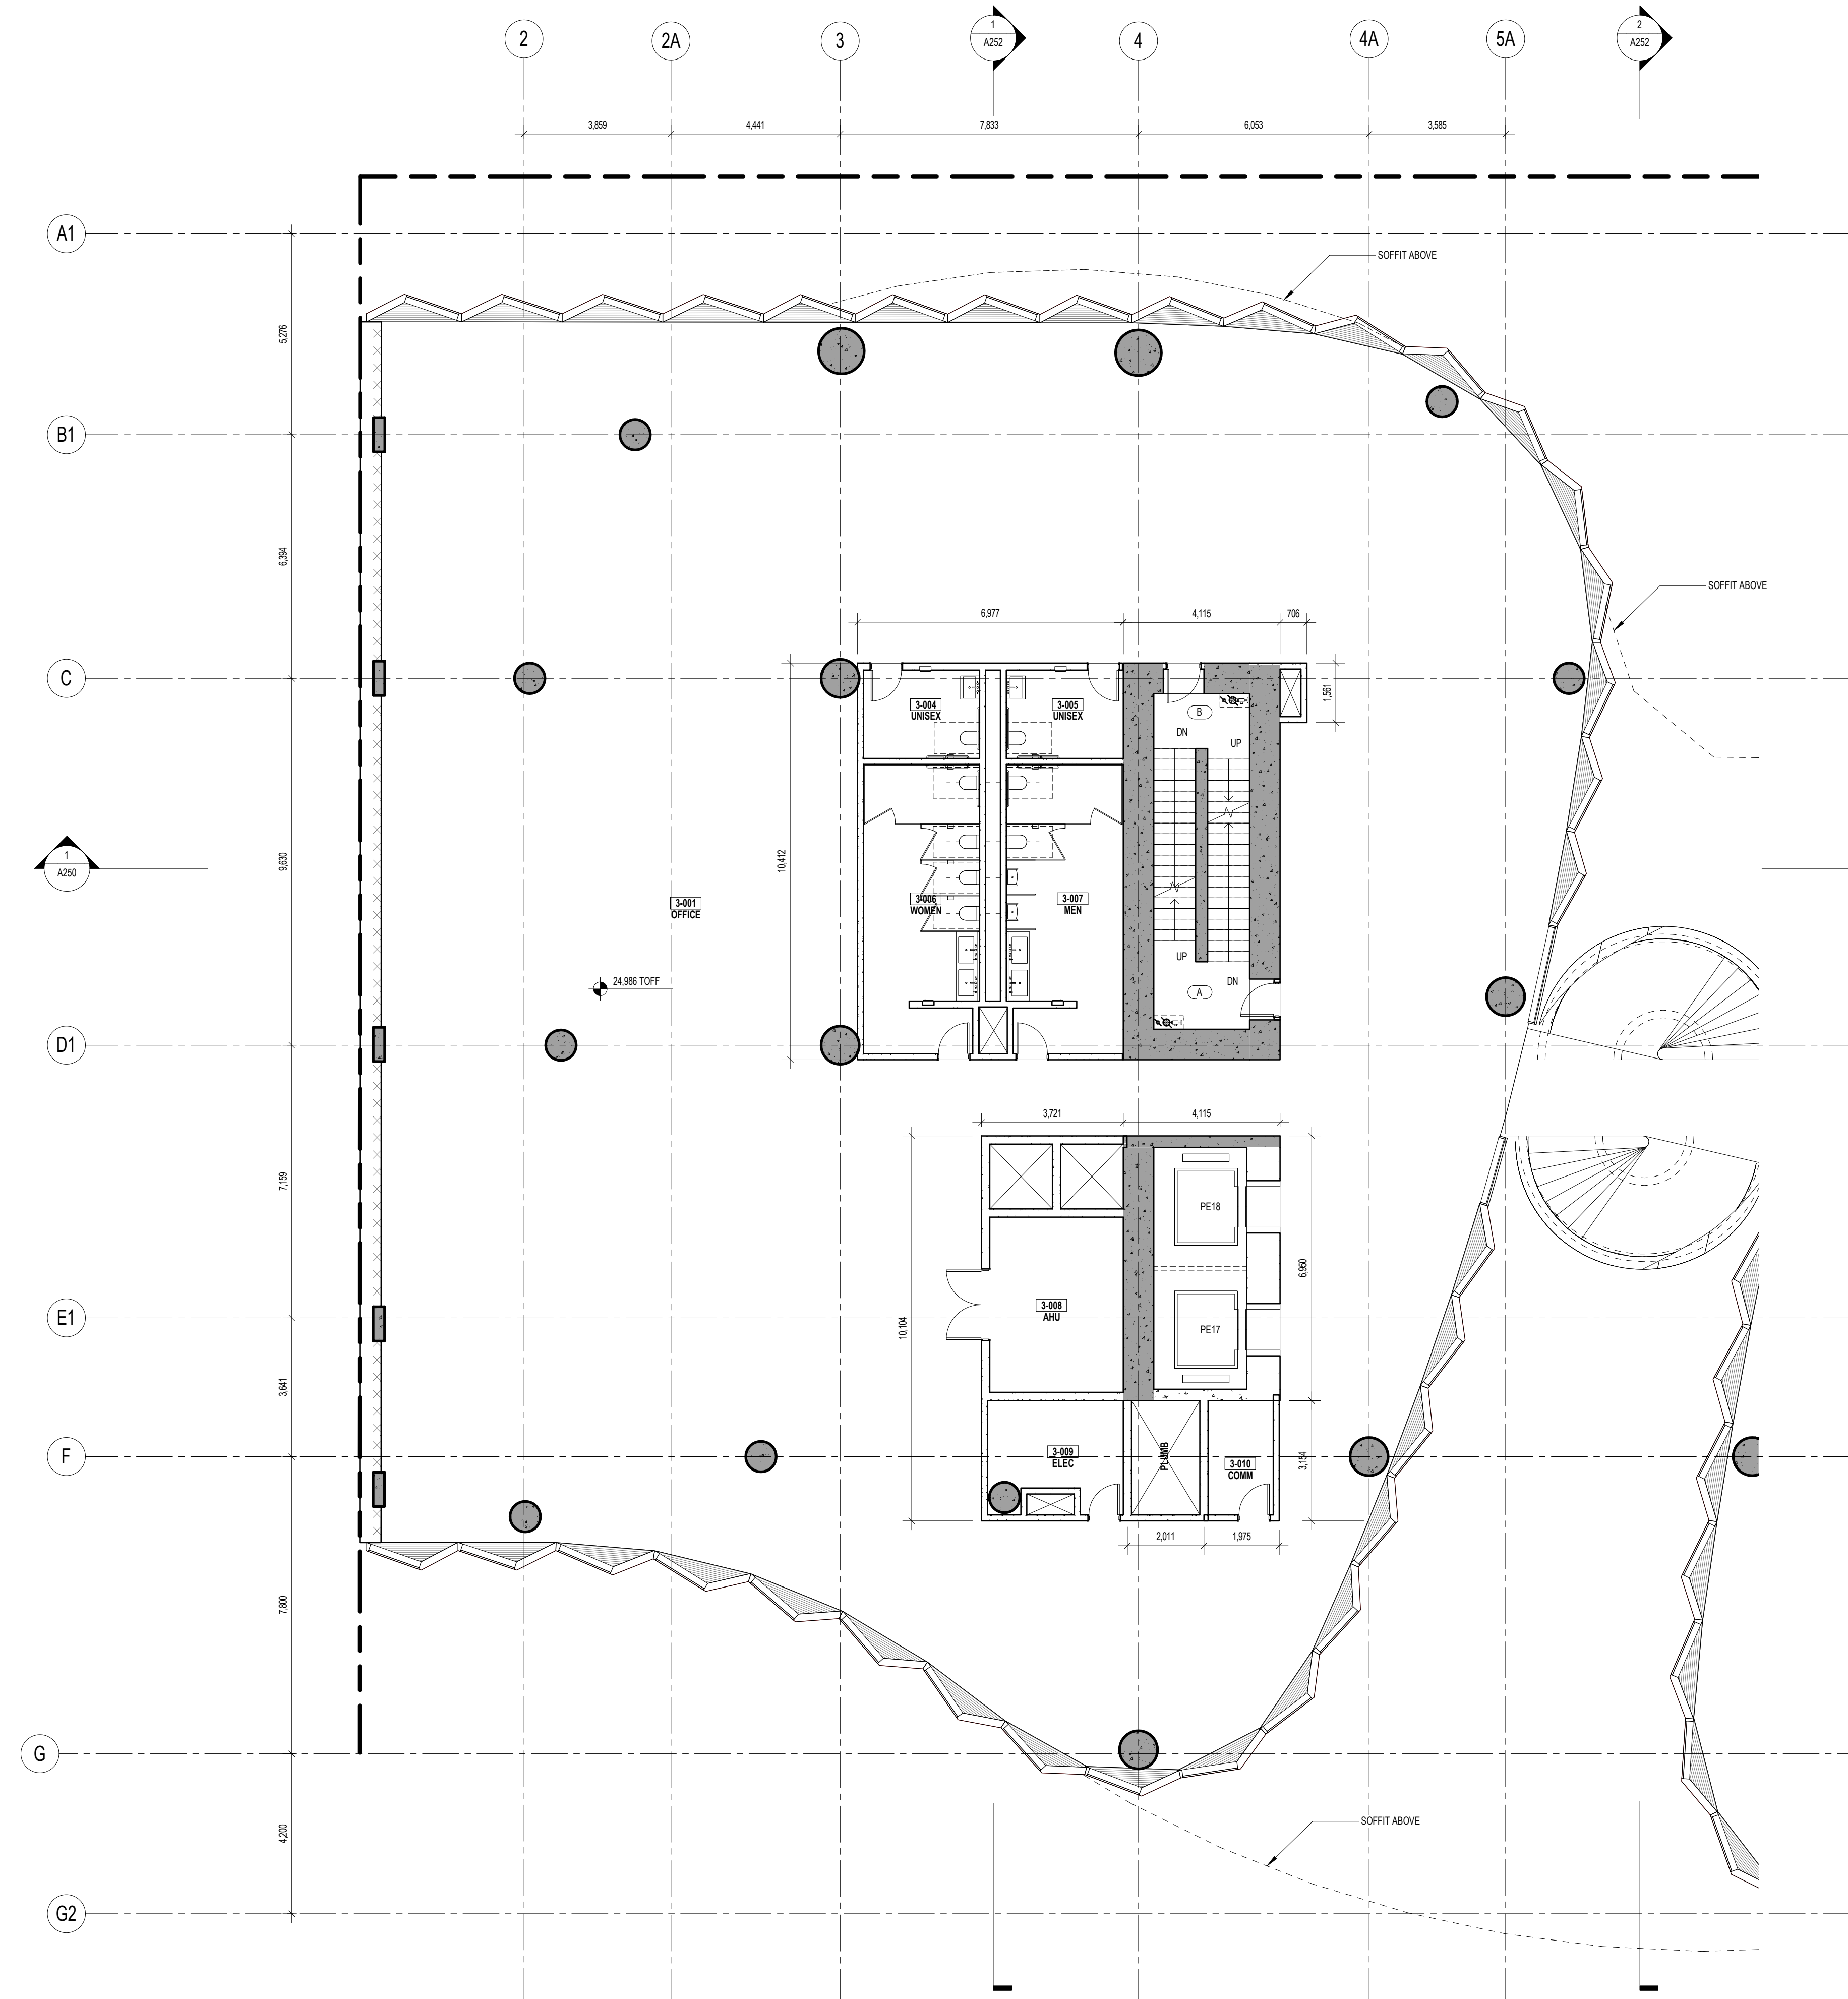 2
2A
3
1
A252
4
4A
5A
2
A252
3,859
4,441
7,833
6,053
3,585
A1
SOFFIT ABOVE
5,276
B1
6,394
SOFFIT ABOVE
6,977
4,115
706
C
1,561
3-004
UNISEX
3-005
UNISEX
B
DN
UP
1
A250
9,630
10,412
3-001
OFFICE
3-006
WOMEN
3-007
MEN
UP
DN
24,986 TOFF
A
D1
3,721
4,115
7,159
PE18
6,950
3-008
AHU
E1
10,104
PE17
3,641
F
3-009
ELEC
PLUMB
3-010
COMM
3,154
2,011
1,975
7,800
G
SOFFIT ABOVE
4,200
G2